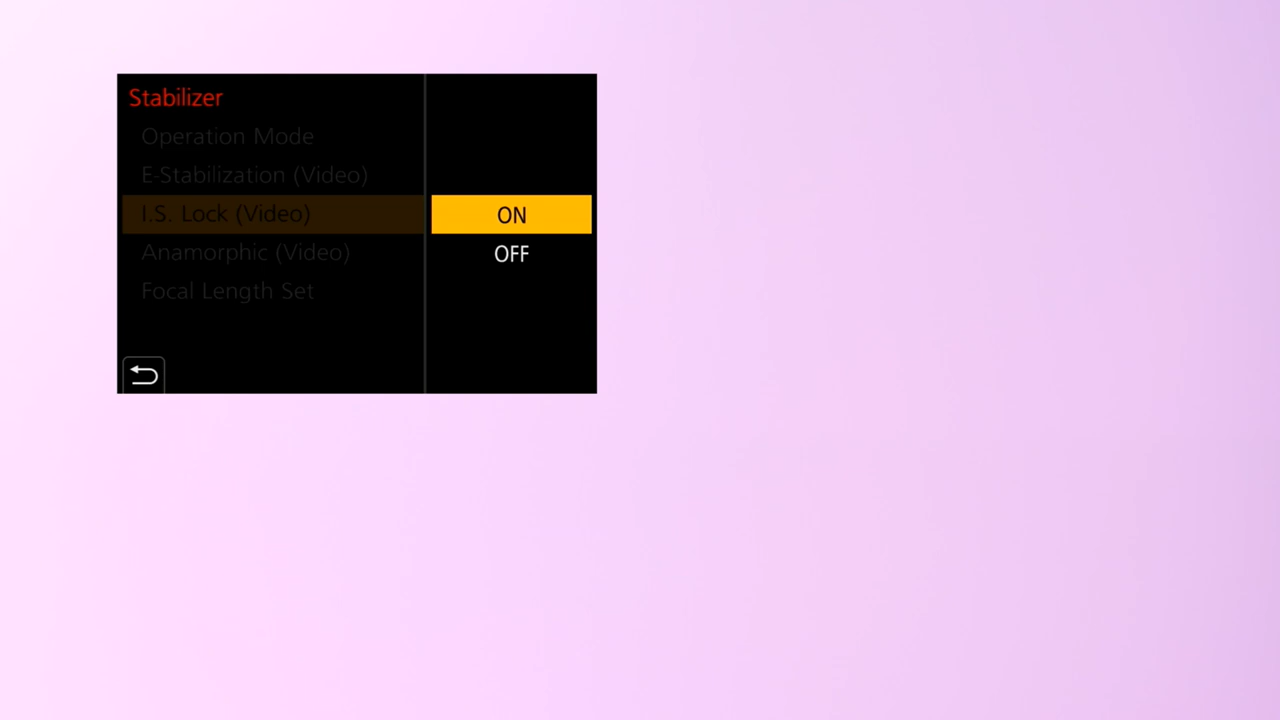 Stabilizer
Operation Mode
E-Stabilization (Video)
I.S. Lock (Video)
ON
OFF
Anamorphic (Video)
Focal Length Set